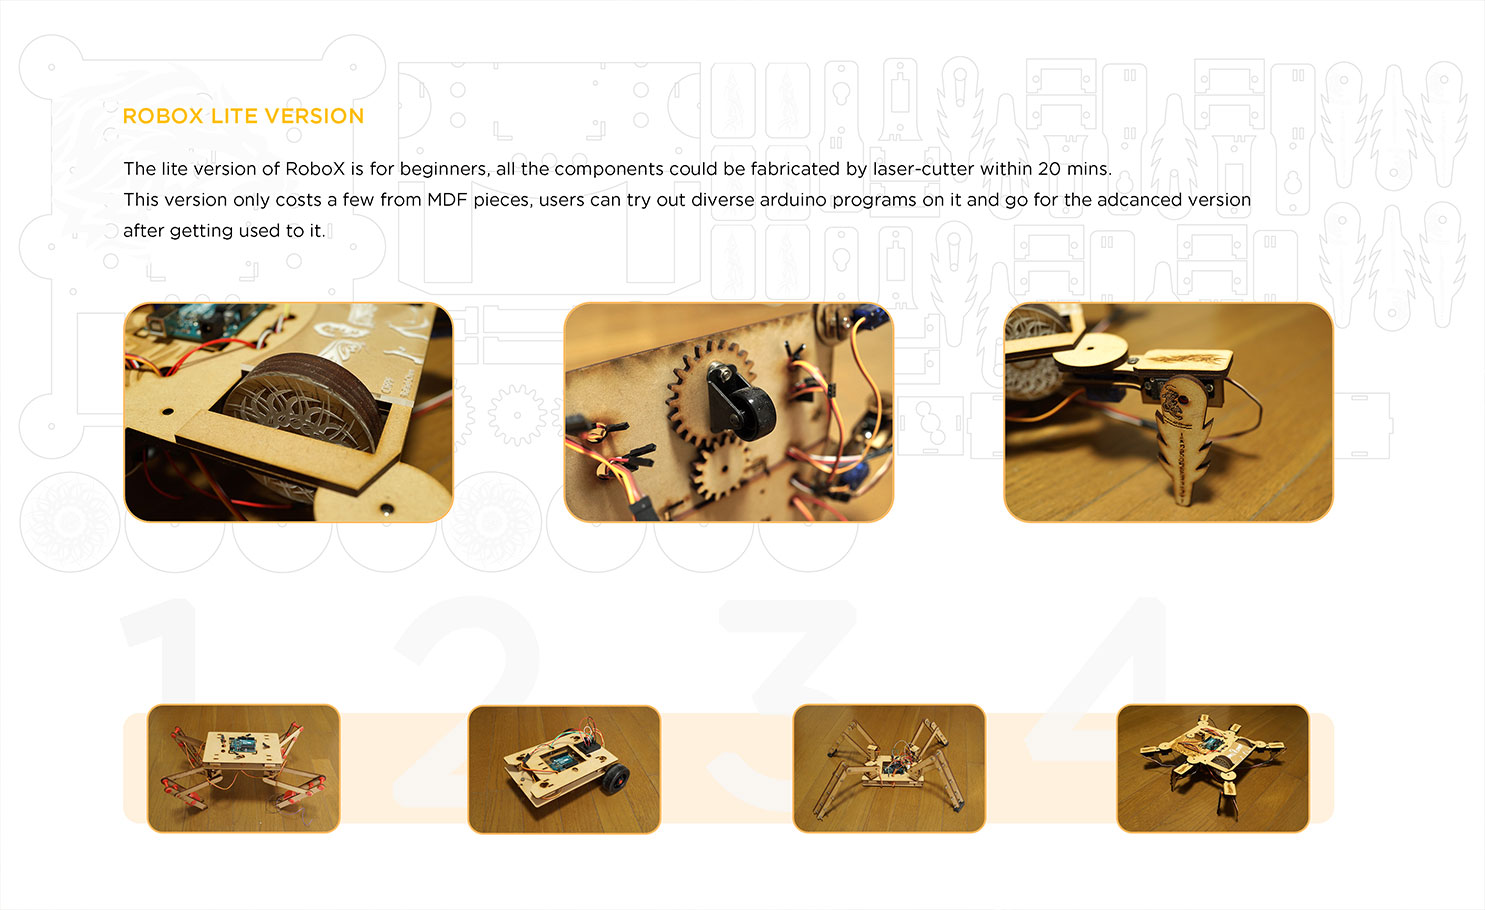 ROBOX LITE VERSION
The lite version of RoboX is for beginners, all the components could be fabricated by laser-cutter within 20 mins.
This version only costs a few from MDF pieces, users can try out diverse arduino programs on it and go for the adcanced version
after getting used to it.
1 2 3 4